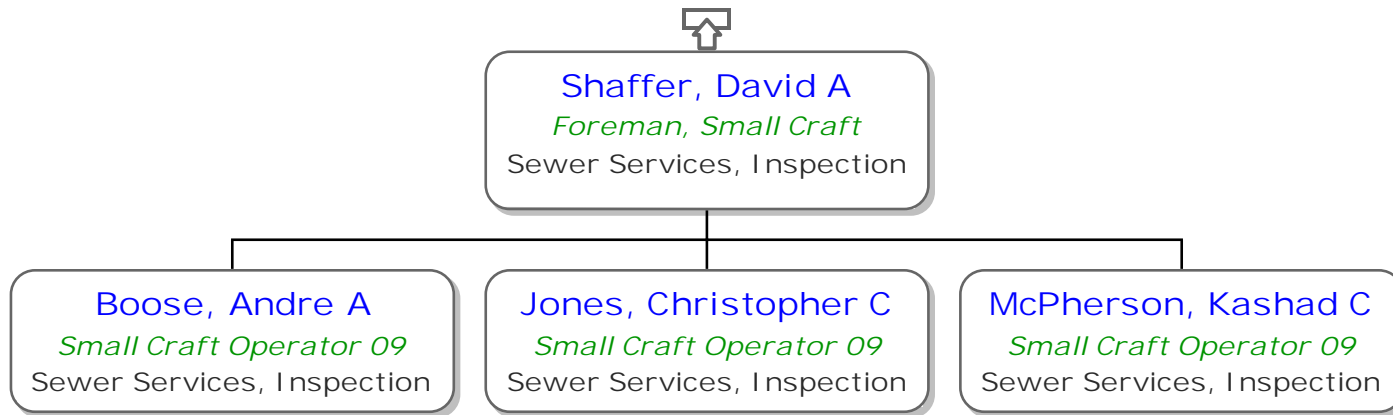 Shaffer, David A
Foreman, Small Craft
Sewer Services, Inspection
Boose, Andre A
Small Craft Operator 09
Sewer Services, Inspection
Jones, Christopher C
Small Craft Operator 09
Sewer Services, Inspection
McPherson, Kashad C
Small Craft Operator 09
Sewer Services, Inspection